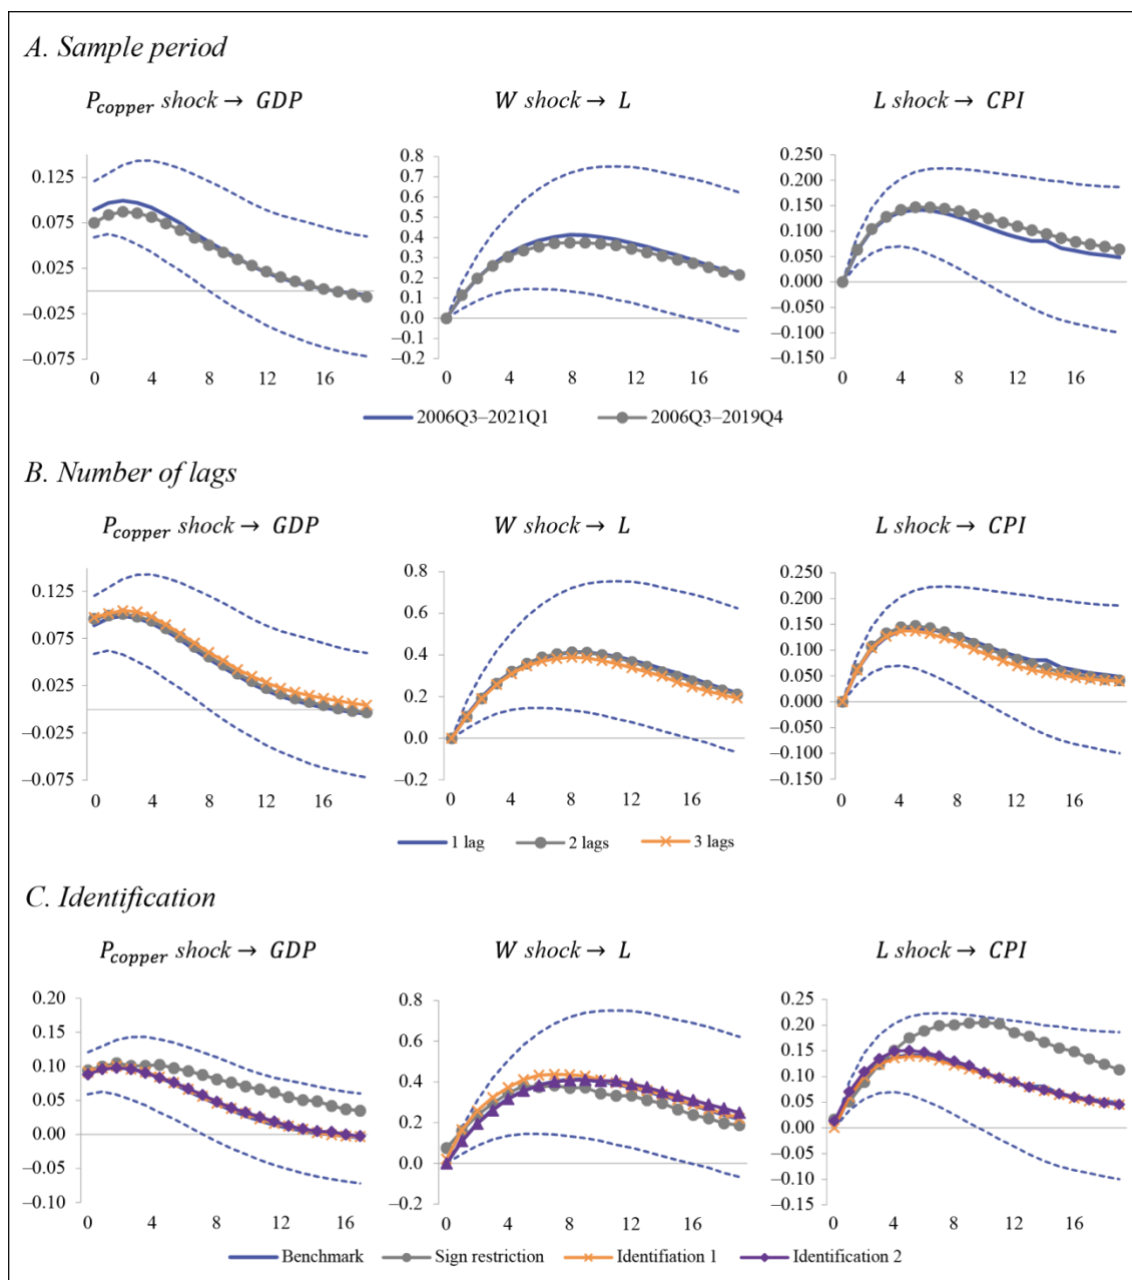 A. Sample period
P_copper shock → GDP
W shock → L
L shock → CPI
0.125
0.075
0.025
–0.025
–0.075
0 4 8 12 16
0.8
0.7
0.6
0.5
0.4
0.3
0.2
0.1
0.0
–0.1
–0.2
0 4 8 12 16
0.250
0.200
0.150
0.100
0.050
0.000
–0.050
–0.100
–0.150
0 4 8 12 16
2006Q3–2021Q1 2006Q3–2019Q4
B. Number of lags
P_copper shock → GDP
W shock → L
L shock → CPI
0.125
0.075
0.025
–0.025
–0.075
0 4 8 12 16
0.8
0.6
0.4
0.2
0.0
–0.2
0 4 8 12 16
0.250
0.200
0.150
0.100
0.050
0.000
–0.050
–0.100
–0.150
0 4 8 12 16
1 lag 2 lags 3 lags
C. Identification
P_copper shock → GDP
W shock → L
L shock → CPI
0.20
0.15
0.10
0.05
0.00
–0.05
–0.10
0 4 8 12 16
0.8
0.6
0.4
0.2
0.0
–0.2
0 4 8 12 16
0.25
0.20
0.15
0.10
0.05
0.00
–0.05
–0.10
–0.15
0 4 8 12 16
Benchmark Sign restriction Identifiation 1 Identification 2